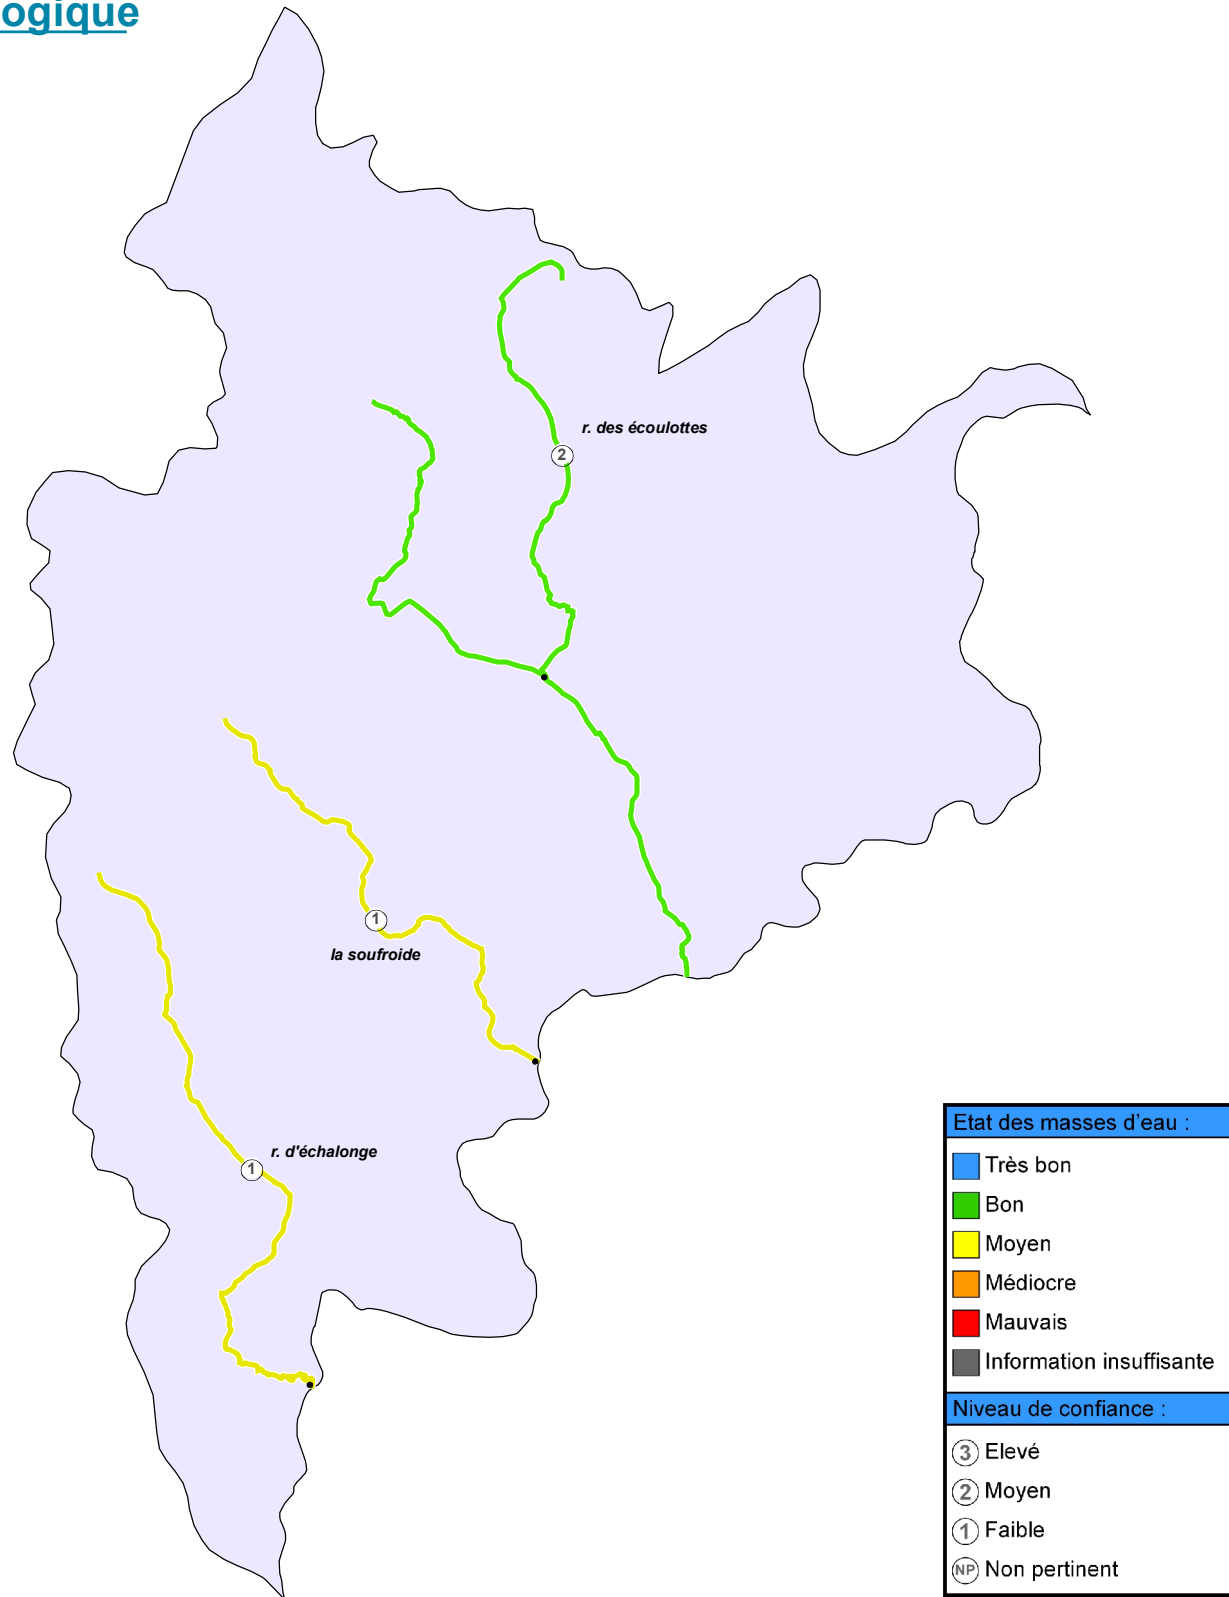 ogique
r. des écoulottes
2
1
la soufroide
r. d'échalonge
1
Etat des masses d'eau :
Très bon
Bon
Moyen
Médiocre
Mauvais
Information insuffisante
Niveau de confiance :
3 Elevé
2 Moyen
1 Faible
NP Non pertinent